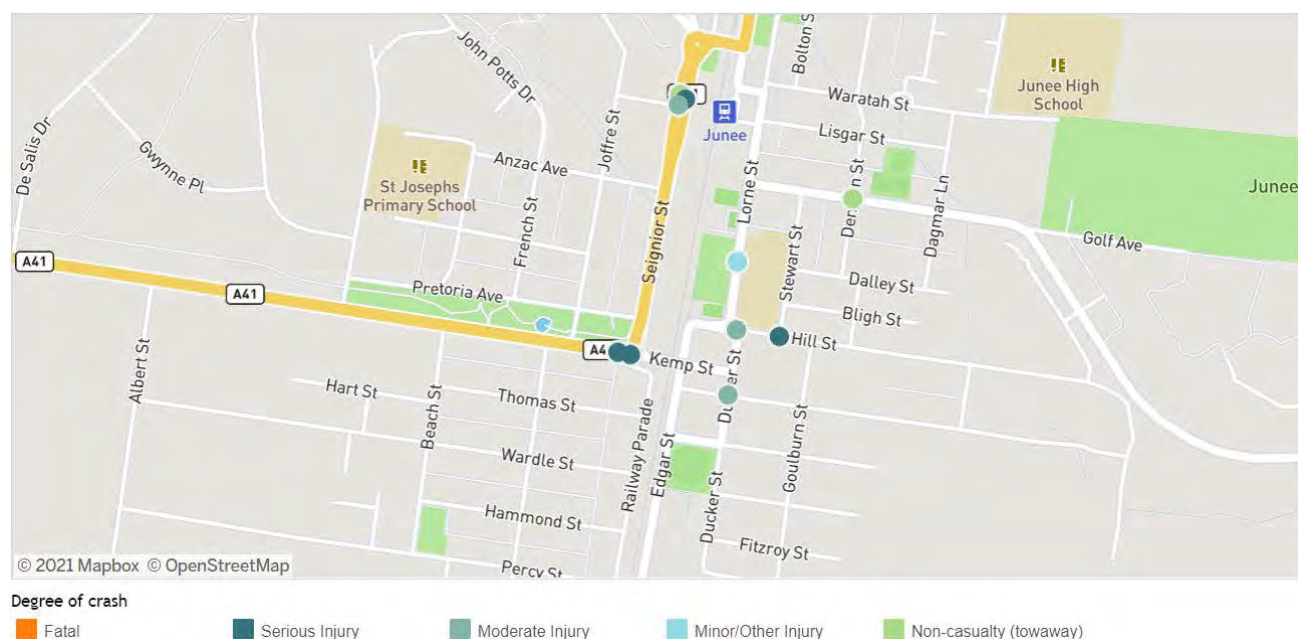 Bolton S
John Potts Dr
Junee High
School
Waratah St
De Salis Dr
Joffre St
Junee
Lisgar St
Gwynne Pl
Anzac Ave
St Josephs
Primary School
Lorne St
Dagmar Ln
Junee
French St
Seignior St
Stewart St
Golf Ave
A41
A41
Pretoria Ave
Dalley St
Bligh St
Hill St
A4
Kemp St
Albert St
Hart St
Thomas St
Beach St
Railway Parade
Edgar St
Goulburn St
Wardle St
Ducker St
Hammond St
Fitzroy St
Percy St
© 2021 Mapbox © OpenStreetMap
Degree of crash
Fatal
Serious Injury
Moderate Injury
Minor/Other Injury
Non-casualty (towaway)